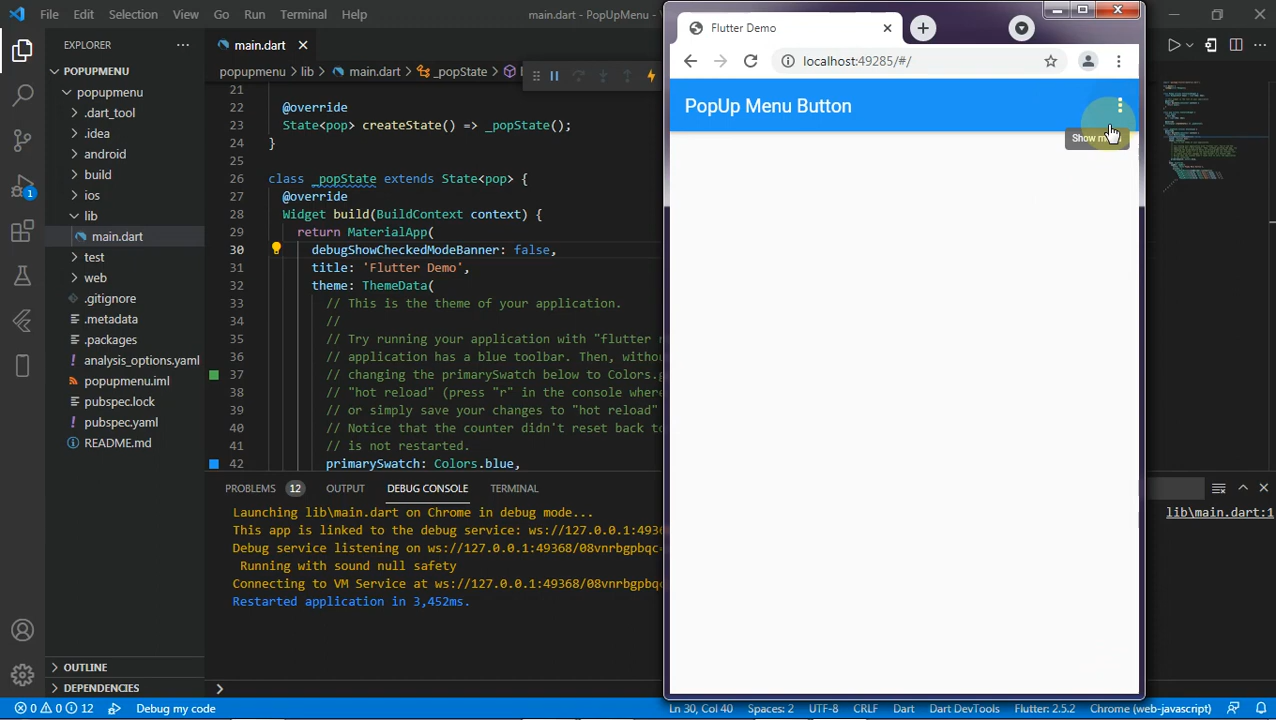 File Edit Selection View Go Run Terminal Help
main.dart - PopUpMenu
Flutter Demo
localhost:49285/#/
PopUp Menu Button
Show
EXPLORER
POPUPMENU
popupmenu
.dart_tool
.idea
android
build
ios
lib
main.dart
test
web
.gitignore
.metadata
.packages
analysis_options.yaml
popupmenu.iml
pubspec.lock
pubspec.yaml
README.md
OUTLINE
DEPENDENCIES
1
main.dart
popupmenu > lib > main.dart > _popState >
21
22 @override
23 State<pop> createState() => _popState();
24 }
25
26 class _popState extends State<pop> {
27 @override
28 Widget build(BuildContext context) {
29 return MaterialApp(
30 debugShowCheckedModeBanner: false,
31 title: 'Flutter Demo',
32 theme: ThemeData(
33 // This is the theme of your application.
34 //
35 // Try running your application with "flutter r
36 // application has a blue toolbar. Then, withou
37 // changing the primarySwatch below to Colors.g
38 // "hot reload" (press "r" in the console where
39 // or simply save your changes to "hot reload"
40 // Notice that the counter didn't reset back to
41 // is not restarted.
42 primarySwatch: Colors.blue,
PROBLEMS 12 OUTPUT DEBUG CONSOLE TERMINAL
Launching lib\main.dart on Chrome in debug mode...
lib\main.dart:1
This app is linked to the debug service: ws://127.0.0.1:4936
Debug service listening on ws://127.0.0.1:49368/08vnrbgpbqc
Running with sound null safety
Connecting to VM Service at ws://127.0.0.1:49368/08vnrbgpbqc
Restarted application in 3,452ms.
0 0 12 Debug my code
Ln 30, Col 40 Spaces: 2 UTF-8 CRLF Dart Dart DevTools Flutter: 2.5.2 Chrome (web-javascript)